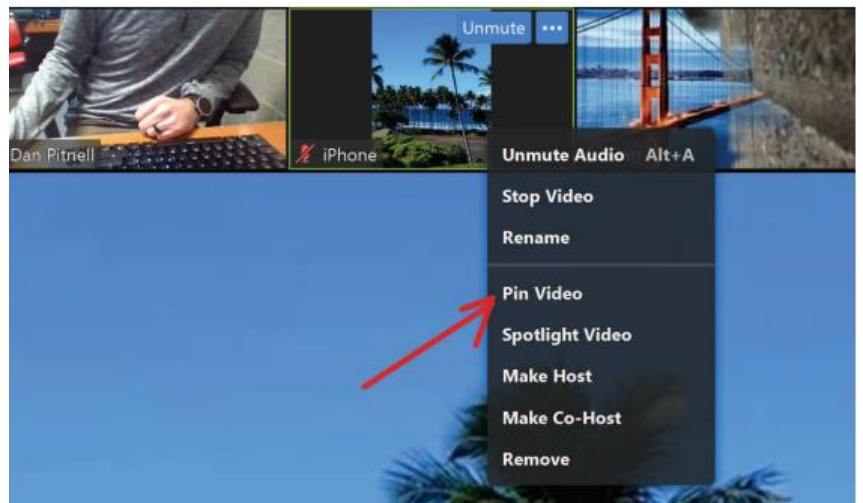 Unmute •••
Dan Pitnell
iPhone
Unmute Audio Alt+A
Stop Video
Rename
Pin Video
Spotlight Video
Make Host
Make Co-Host
Remove